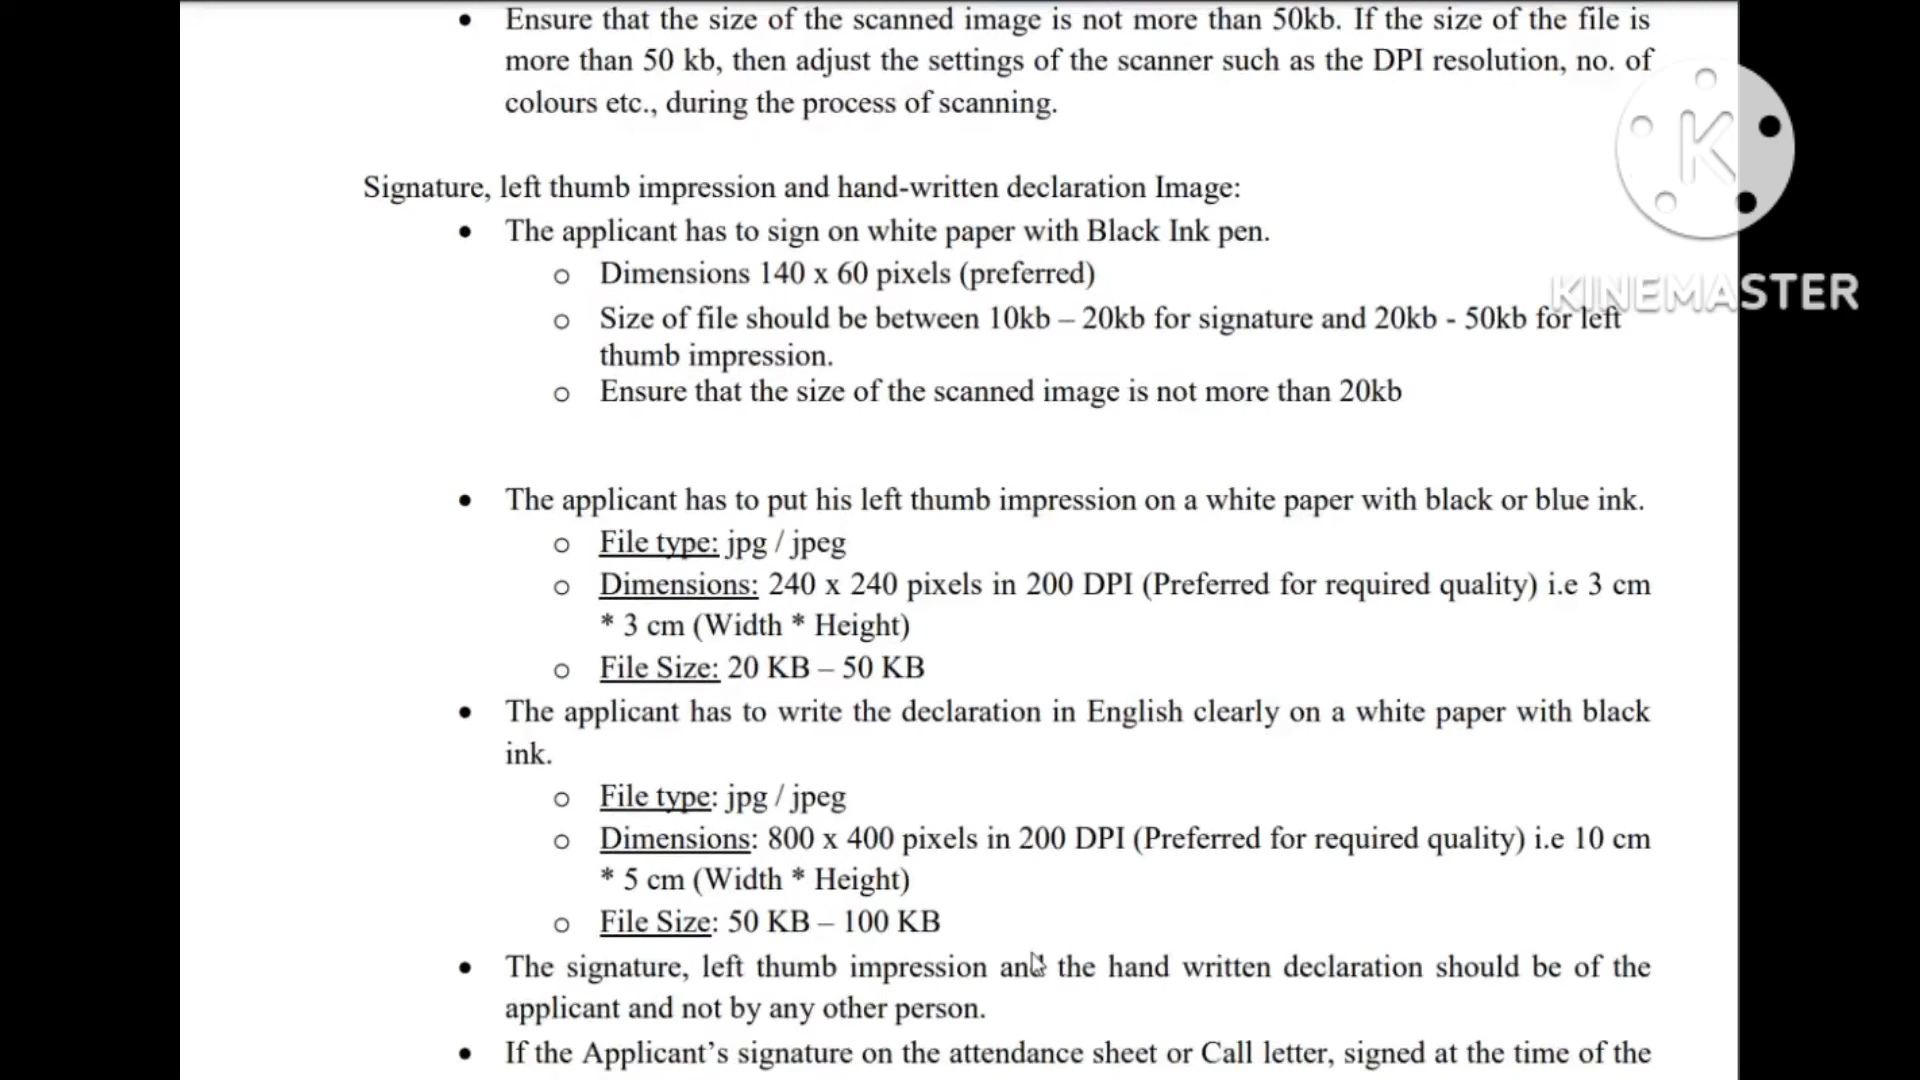 • Ensure that the size of the scanned image is not more than 50kb. If the size of the file is
more than 50 kb, then adjust the settings of the scanner such as the DPI resolution, no. of
colours etc., during the process of scanning.
K
KINEMASTER
Signature, left thumb impression and hand-written declaration Image:
• The applicant has to sign on white paper with Black Ink pen.
o Dimensions 140 x 60 pixels (preferred)
o Size of file should be between 10kb – 20kb for signature and 20kb - 50kb for left
thumb impression.
o Ensure that the size of the scanned image is not more than 20kb
• The applicant has to put his left thumb impression on a white paper with black or blue ink.
o File type: jpg / jpeg
o Dimensions: 240 x 240 pixels in 200 DPI (Preferred for required quality) i.e 3 cm
* 3 cm (Width * Height)
o File Size: 20 KB – 50 KB
• The applicant has to write the declaration in English clearly on a white paper with black
ink.
o File type: jpg / jpeg
o Dimensions: 800 x 400 pixels in 200 DPI (Preferred for required quality) i.e 10 cm
* 5 cm (Width * Height)
o File Size: 50 KB – 100 KB
• The signature, left thumb impression and the hand written declaration should be of the
applicant and not by any other person.
• If the Applicant’s signature on the attendance sheet or Call letter, signed at the time of the